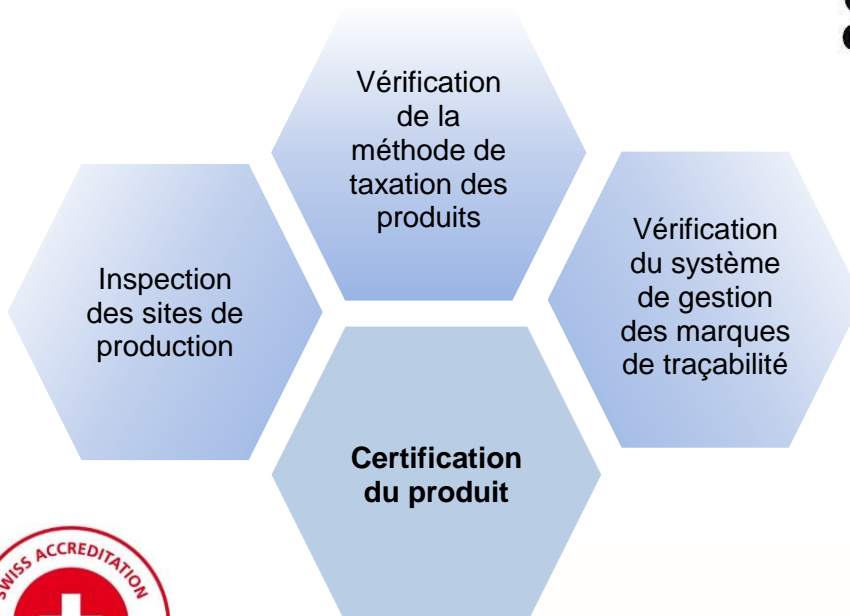 Vérification
de la
méthode de
taxation des
produits
Inspection
des sites de
production
Vérification
du système
de gestion
des marques
de traçabilité
Certification
du produit
SWISS ACCREDITATION